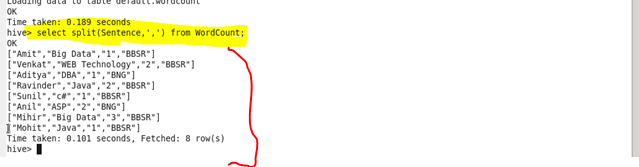 Loading data to table default.wordcount
OK
Time taken: 0.189 seconds
hive> select split(Sentence,',') from WordCount;
OK
["Amit","Big Data","1","BBSR"]
["Venkat","WEB Technology","2","BBSR"]
["Aditya","DBA","1","BNG"]
["Ravinder","Java","2","BBSR"]
["Sunil","c#","1","BBSR"]
["Anil","ASP","2","BNG"]
["Mihir","Big Data","3","BBSR"]
["Mohit","Java","1","BBSR"]
Time taken: 0.101 seconds, Fetched: 8 row(s)
hive>